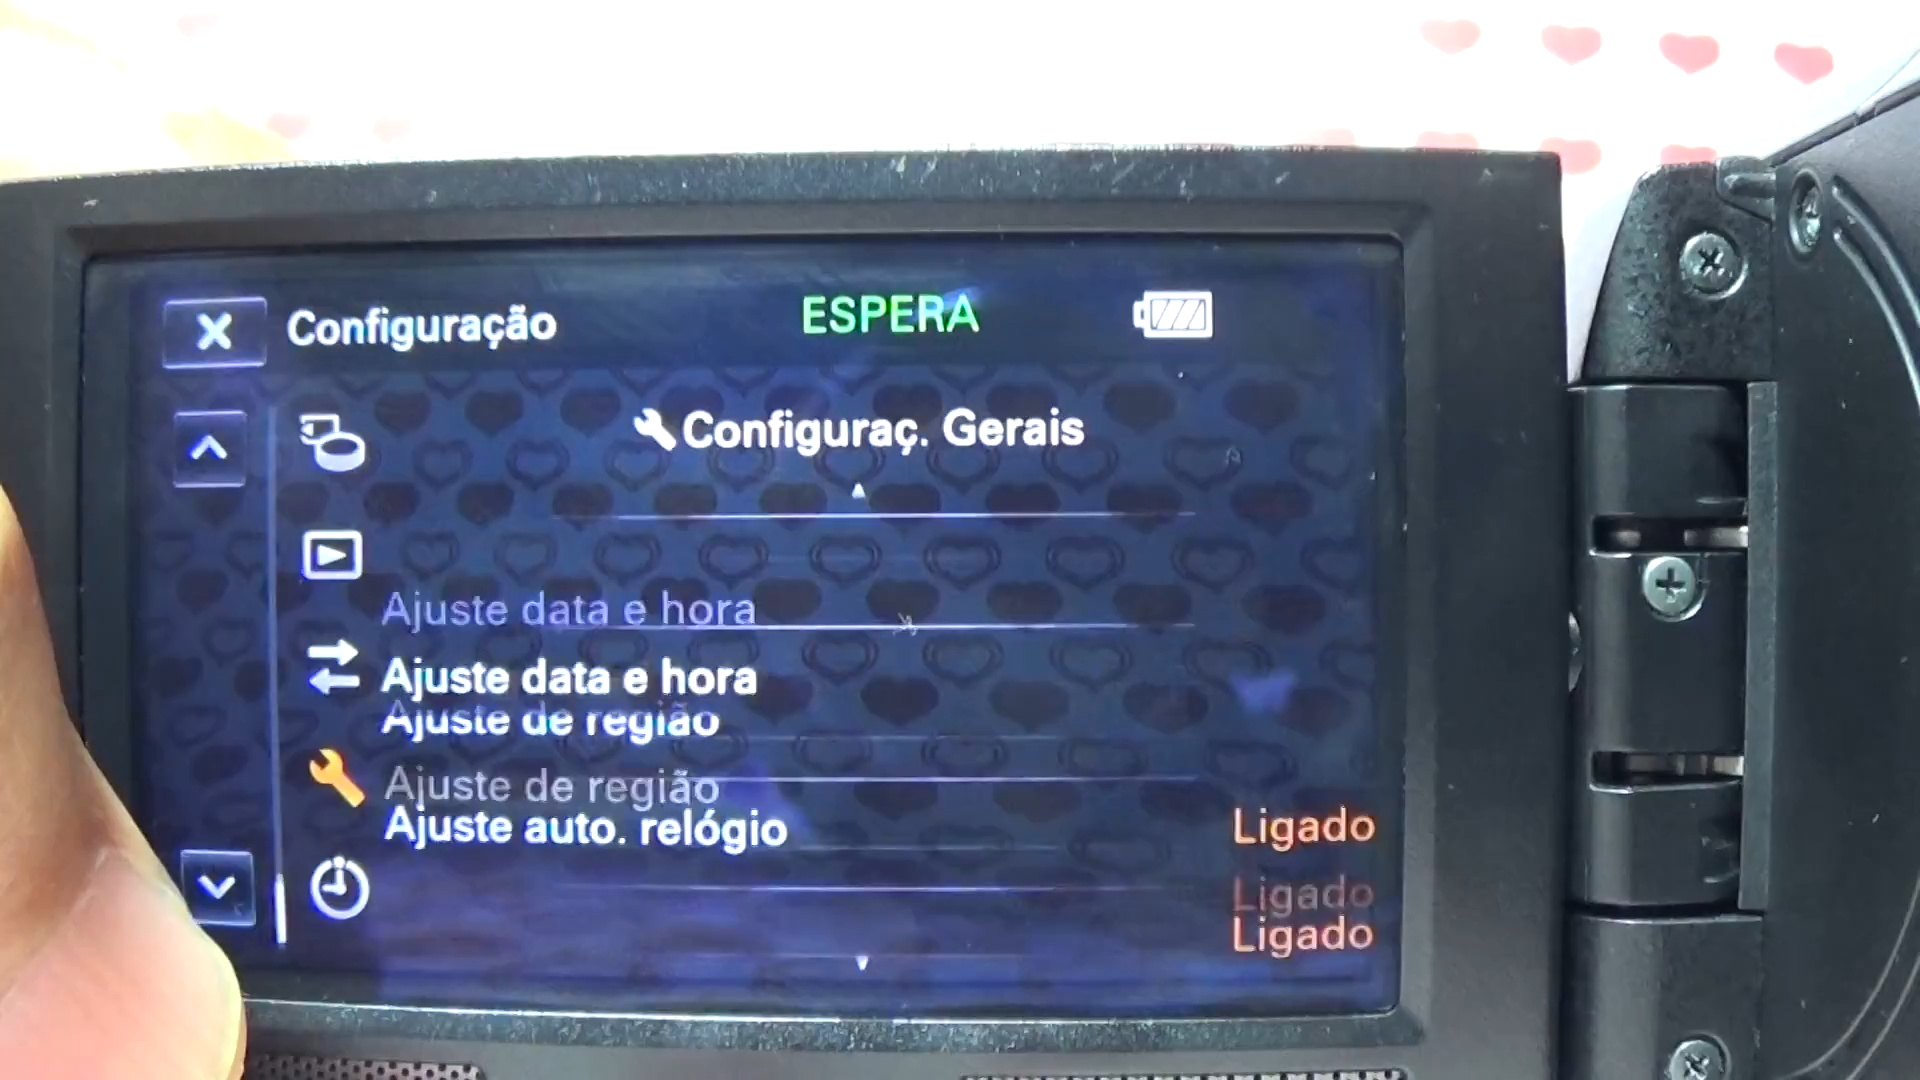 Configuração
ESPERA
Configuraç. Gerais
Ajuste data e hora
Ajuste data e hora
Ajuste de região
Ajuste de região
Ajuste auto. relógio
Ligado
Ligado
Ligado